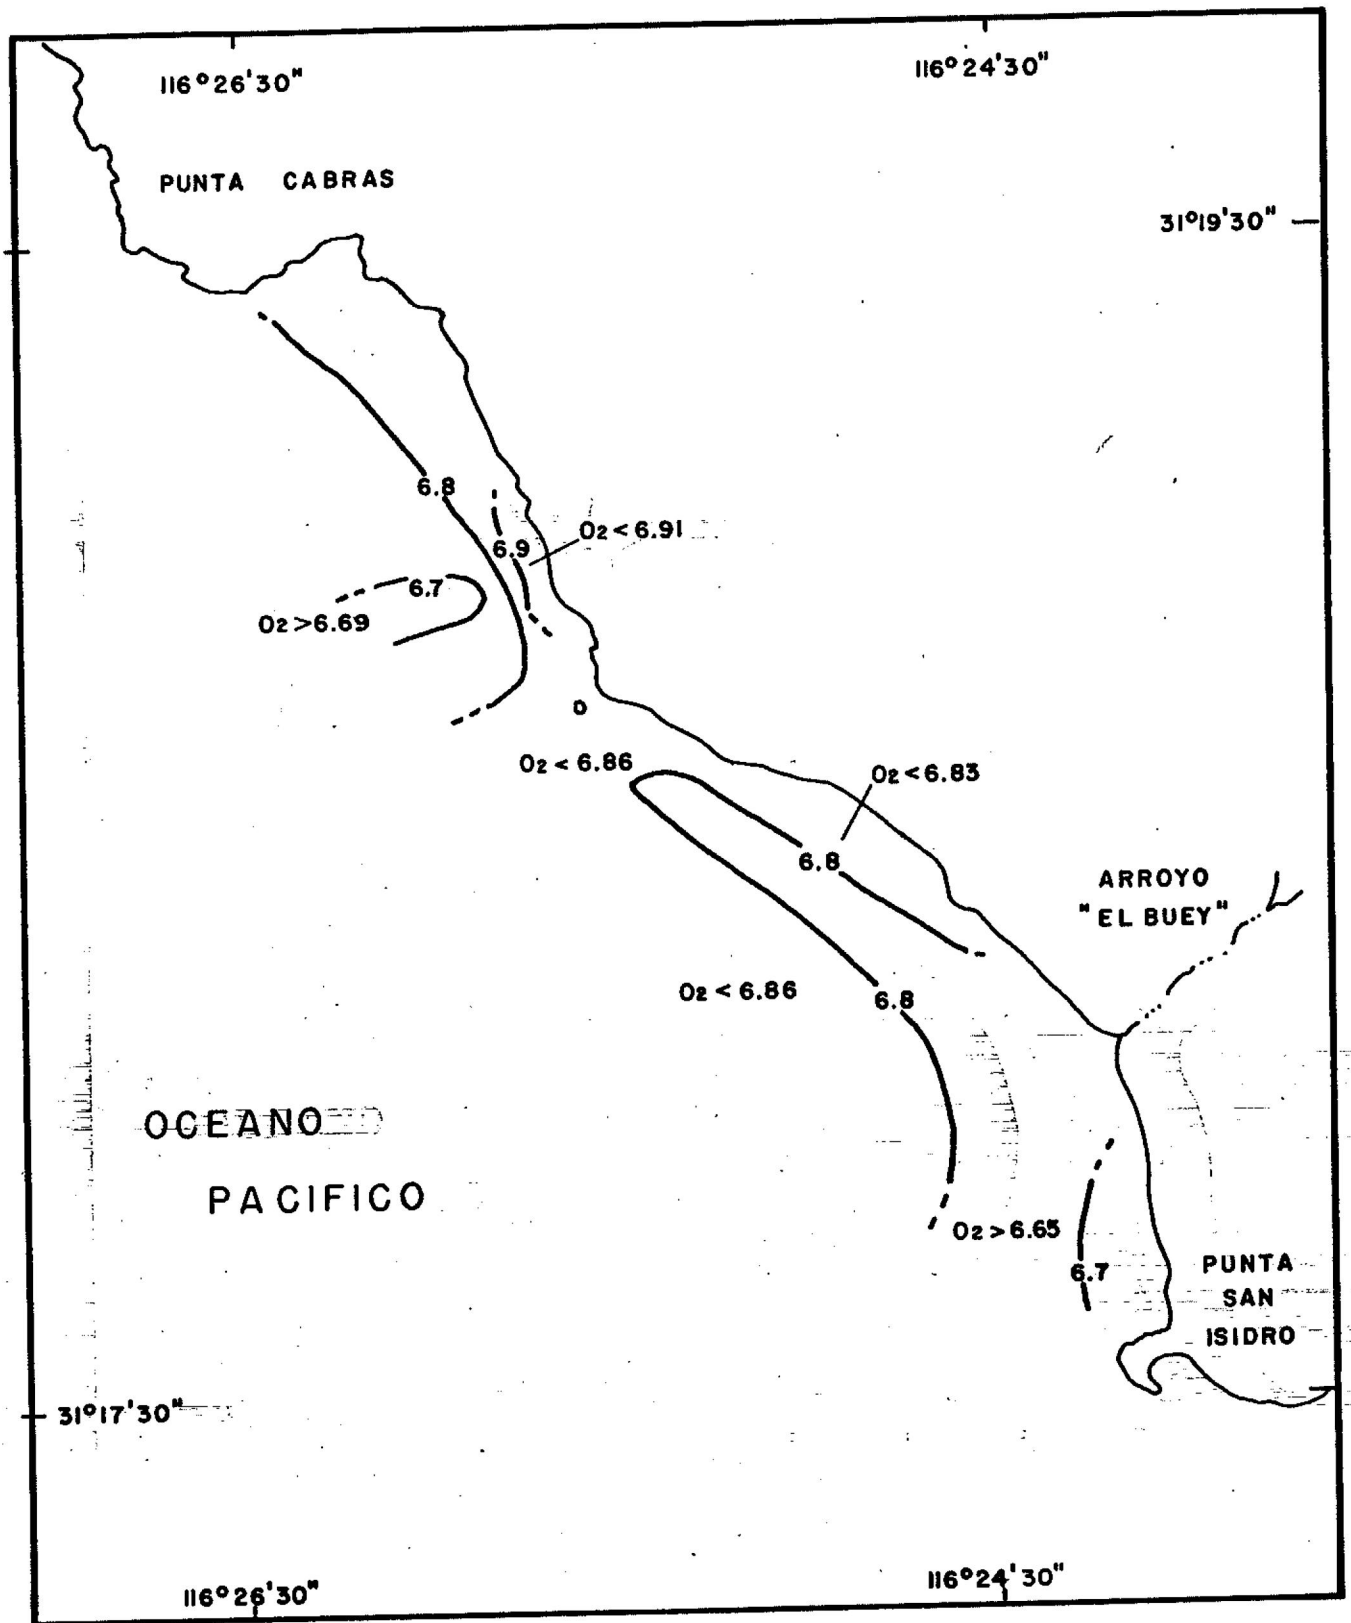 116°26'30" 116°24'30"
PUNTA CABRAS
31°19'30"
6.8
O2 < 6.91
6.9
6.7
O2 > 6.69
O2 < 6.86
O2 < 6.83
6.8
ARROYO
"EL BUEY"
O2 < 6.86
6.8
OCEANO
PACIFICO
O2 > 6.65
6.7
PUNTA
SAN
ISIDRO
31°17'30"
116°26'30" 116°24'30"